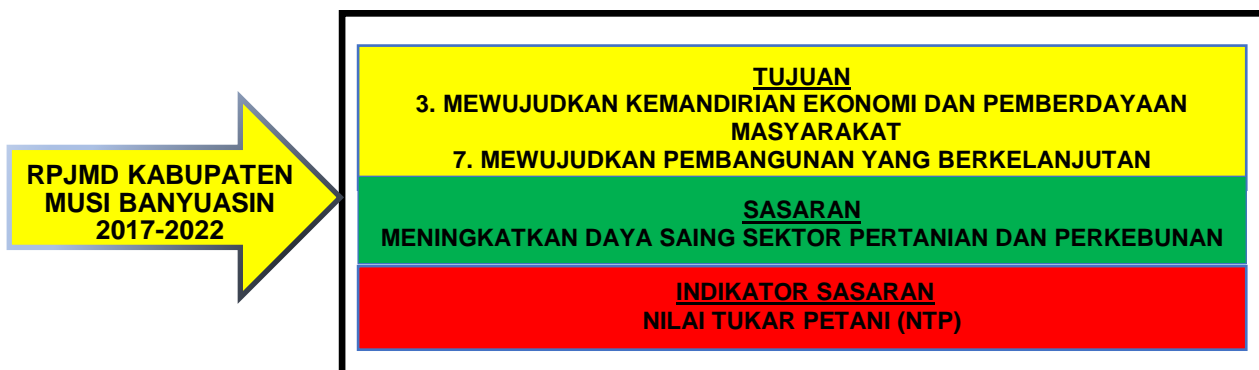 RPJMD KABUPATEN
MUSI BANYUASIN
2017-2022
TUJUAN
3. MEWUJUDKAN KEMANDIRIAN EKONOMI DAN PEMBERDAYAAN
MASYARAKAT
7. MEWUJUDKAN PEMBANGUNAN YANG BERKELANJUTAN
SASARAN
MENINGKATKAN DAYA SAING SEKTOR PERTANIAN DAN PERKEBUNAN
INDIKATOR SASARAN
NILAI TUKAR PETANI (NTP)